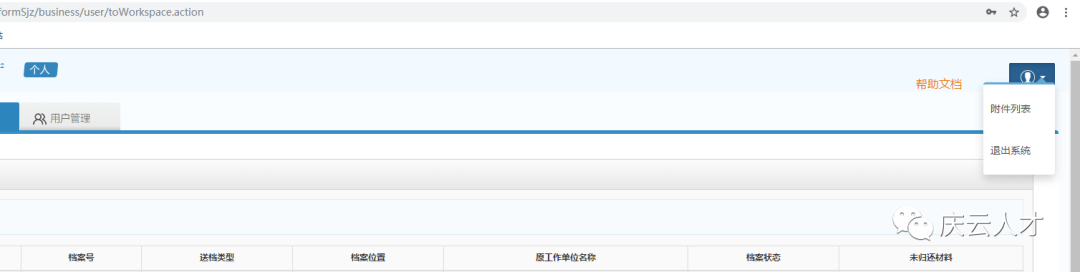 formSjz/business/user/toWorkspace.action
个人
帮助文档
附件列表
用户管理
退出系统
庆云人才
档案号 送档类型 档案位置 原工作单位名称 档案状态 未归还材料